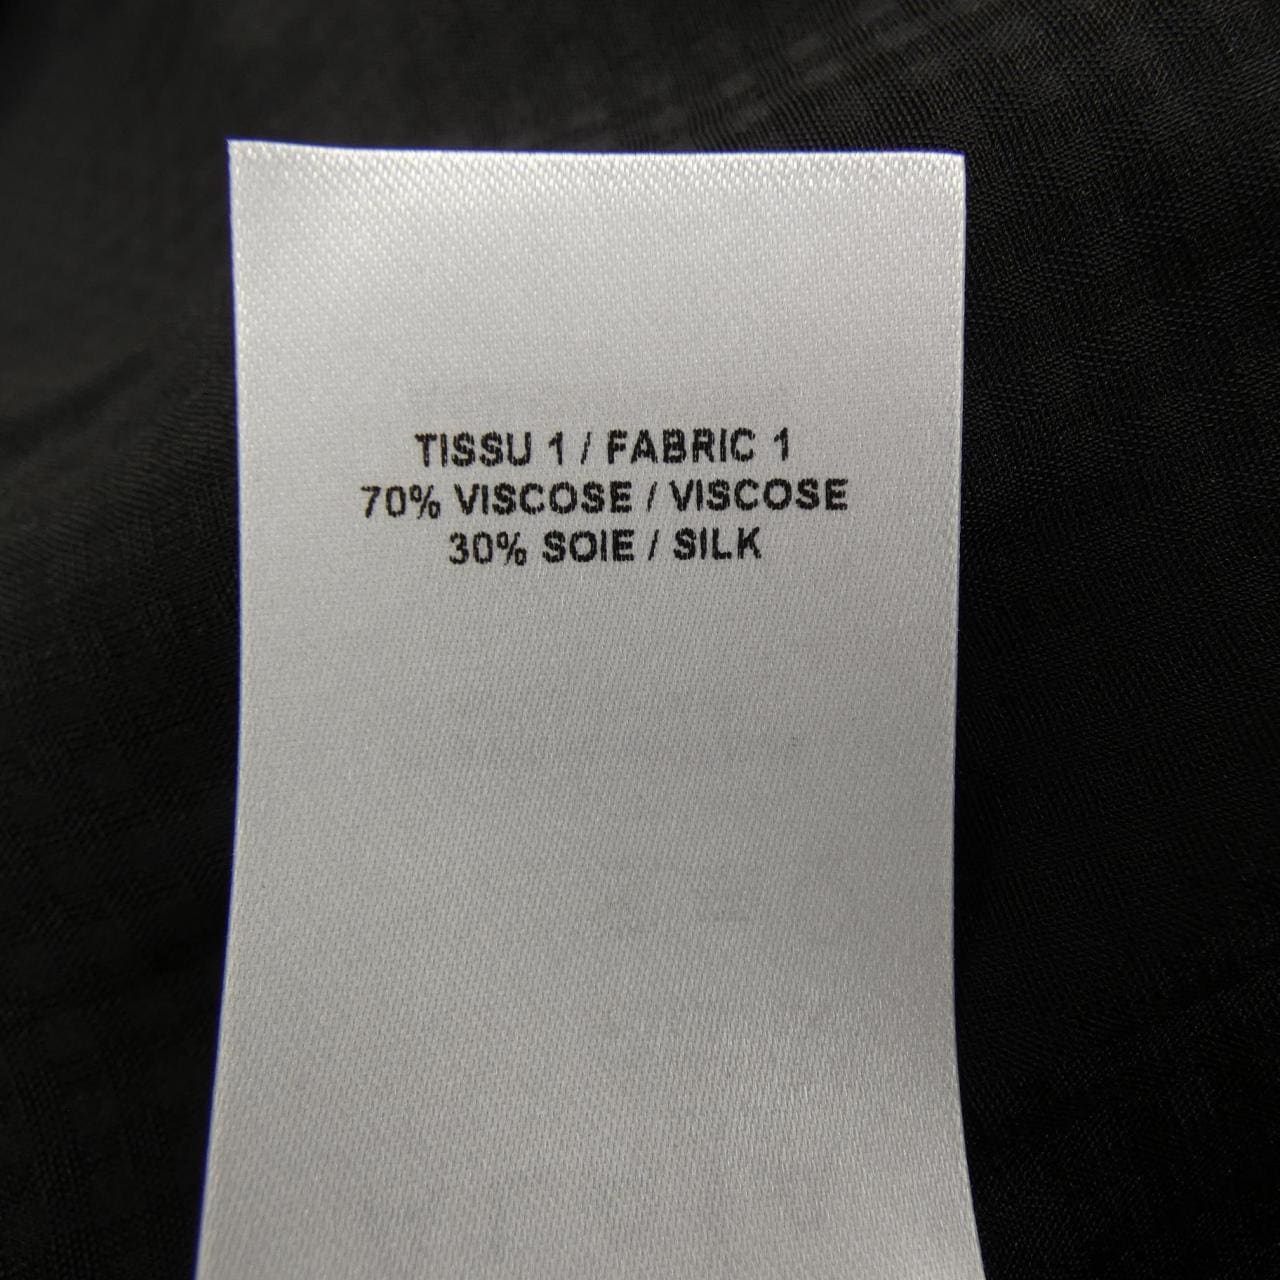 TISSU 1 / FABRIC 1
70% VISCOSE / VISCOSE
30% SOIE / SILK